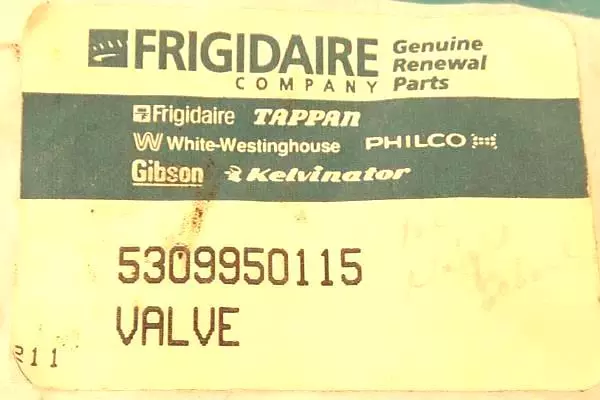 FRIGIDAIRE
COMPANY
Genuine
Renewal
Parts
Frigidaire TAPPAN
White-Westinghouse PHILCO
Gibson Kelvinator
5309950115
VALVE
211